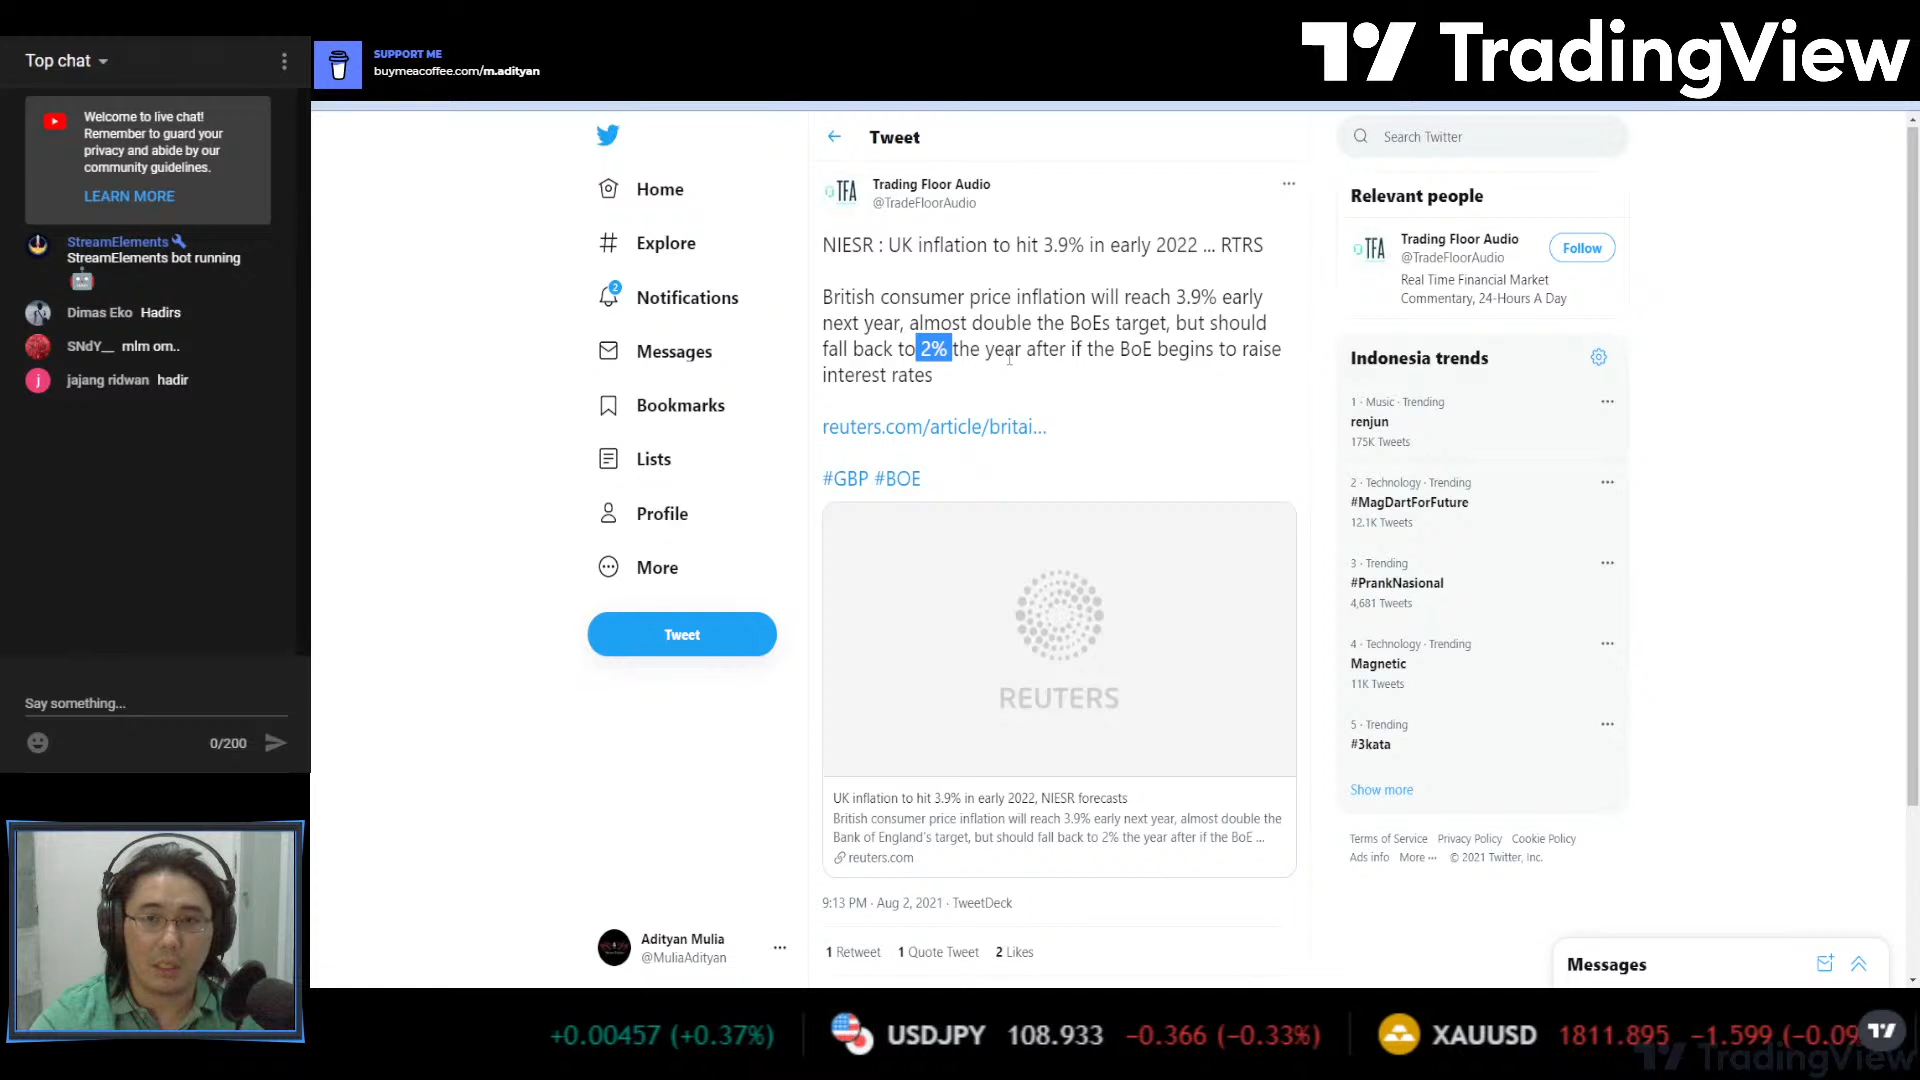 Top chat
Welcome to live chat!
Remember to guard your
privacy and abide by our
community guidelines.
LEARN MORE
StreamElements
StreamElements bot running
Dimas Eko Hadirs
SNdY__ mlm om..
j
jajang ridwan hadir
Say something...
0/200
SUPPORT ME
buymeacoffee.com/m.adityan
TradingView
Home
Explore
2
Notifications
Messages
Bookmarks
Lists
Profile
More
Tweet
Adityan Mulia
@MuliaAdityan
Tweet
TFA
Trading Floor Audio
@TradeFloorAudio
NIESR : UK inflation to hit 3.9% in early 2022 ... RTRS
British consumer price inflation will reach 3.9% early
next year, almost double the BoEs target, but should
fall back to 2% the year after if the BoE begins to raise
interest rates
reuters.com/article/britai...
#GBP #BOE
REUTERS
UK inflation to hit 3.9% in early 2022, NIESR forecasts
British consumer price inflation will reach 3.9% early next year, almost double the
Bank of England's target, but should fall back to 2% the year after if the BoE ...
reuters.com
9:13 PM · Aug 2, 2021 · TweetDeck
1 Retweet 1 Quote Tweet 2 Likes
Search Twitter
Relevant people
TFA
Trading Floor Audio
@TradeFloorAudio
Follow
Real Time Financial Market
Commentary, 24-Hours A Day
Indonesia trends
1 · Music · Trending
renjun
175K Tweets
2 · Technology · Trending
#MagDartForFuture
12.1K Tweets
3 · Trending
#PrankNasional
4,681 Tweets
4 · Technology · Trending
Magnetic
11K Tweets
5 · Trending
#3kata
Show more
Terms of Service Privacy Policy Cookie Policy
Ads info More ··· © 2021 Twitter, Inc.
Messages
+0.00457 (+0.37%) USDJPY 108.933 −0.366 (−0.33%) XAUUSD 1811.895 −1.599 (−0.09
TradingView